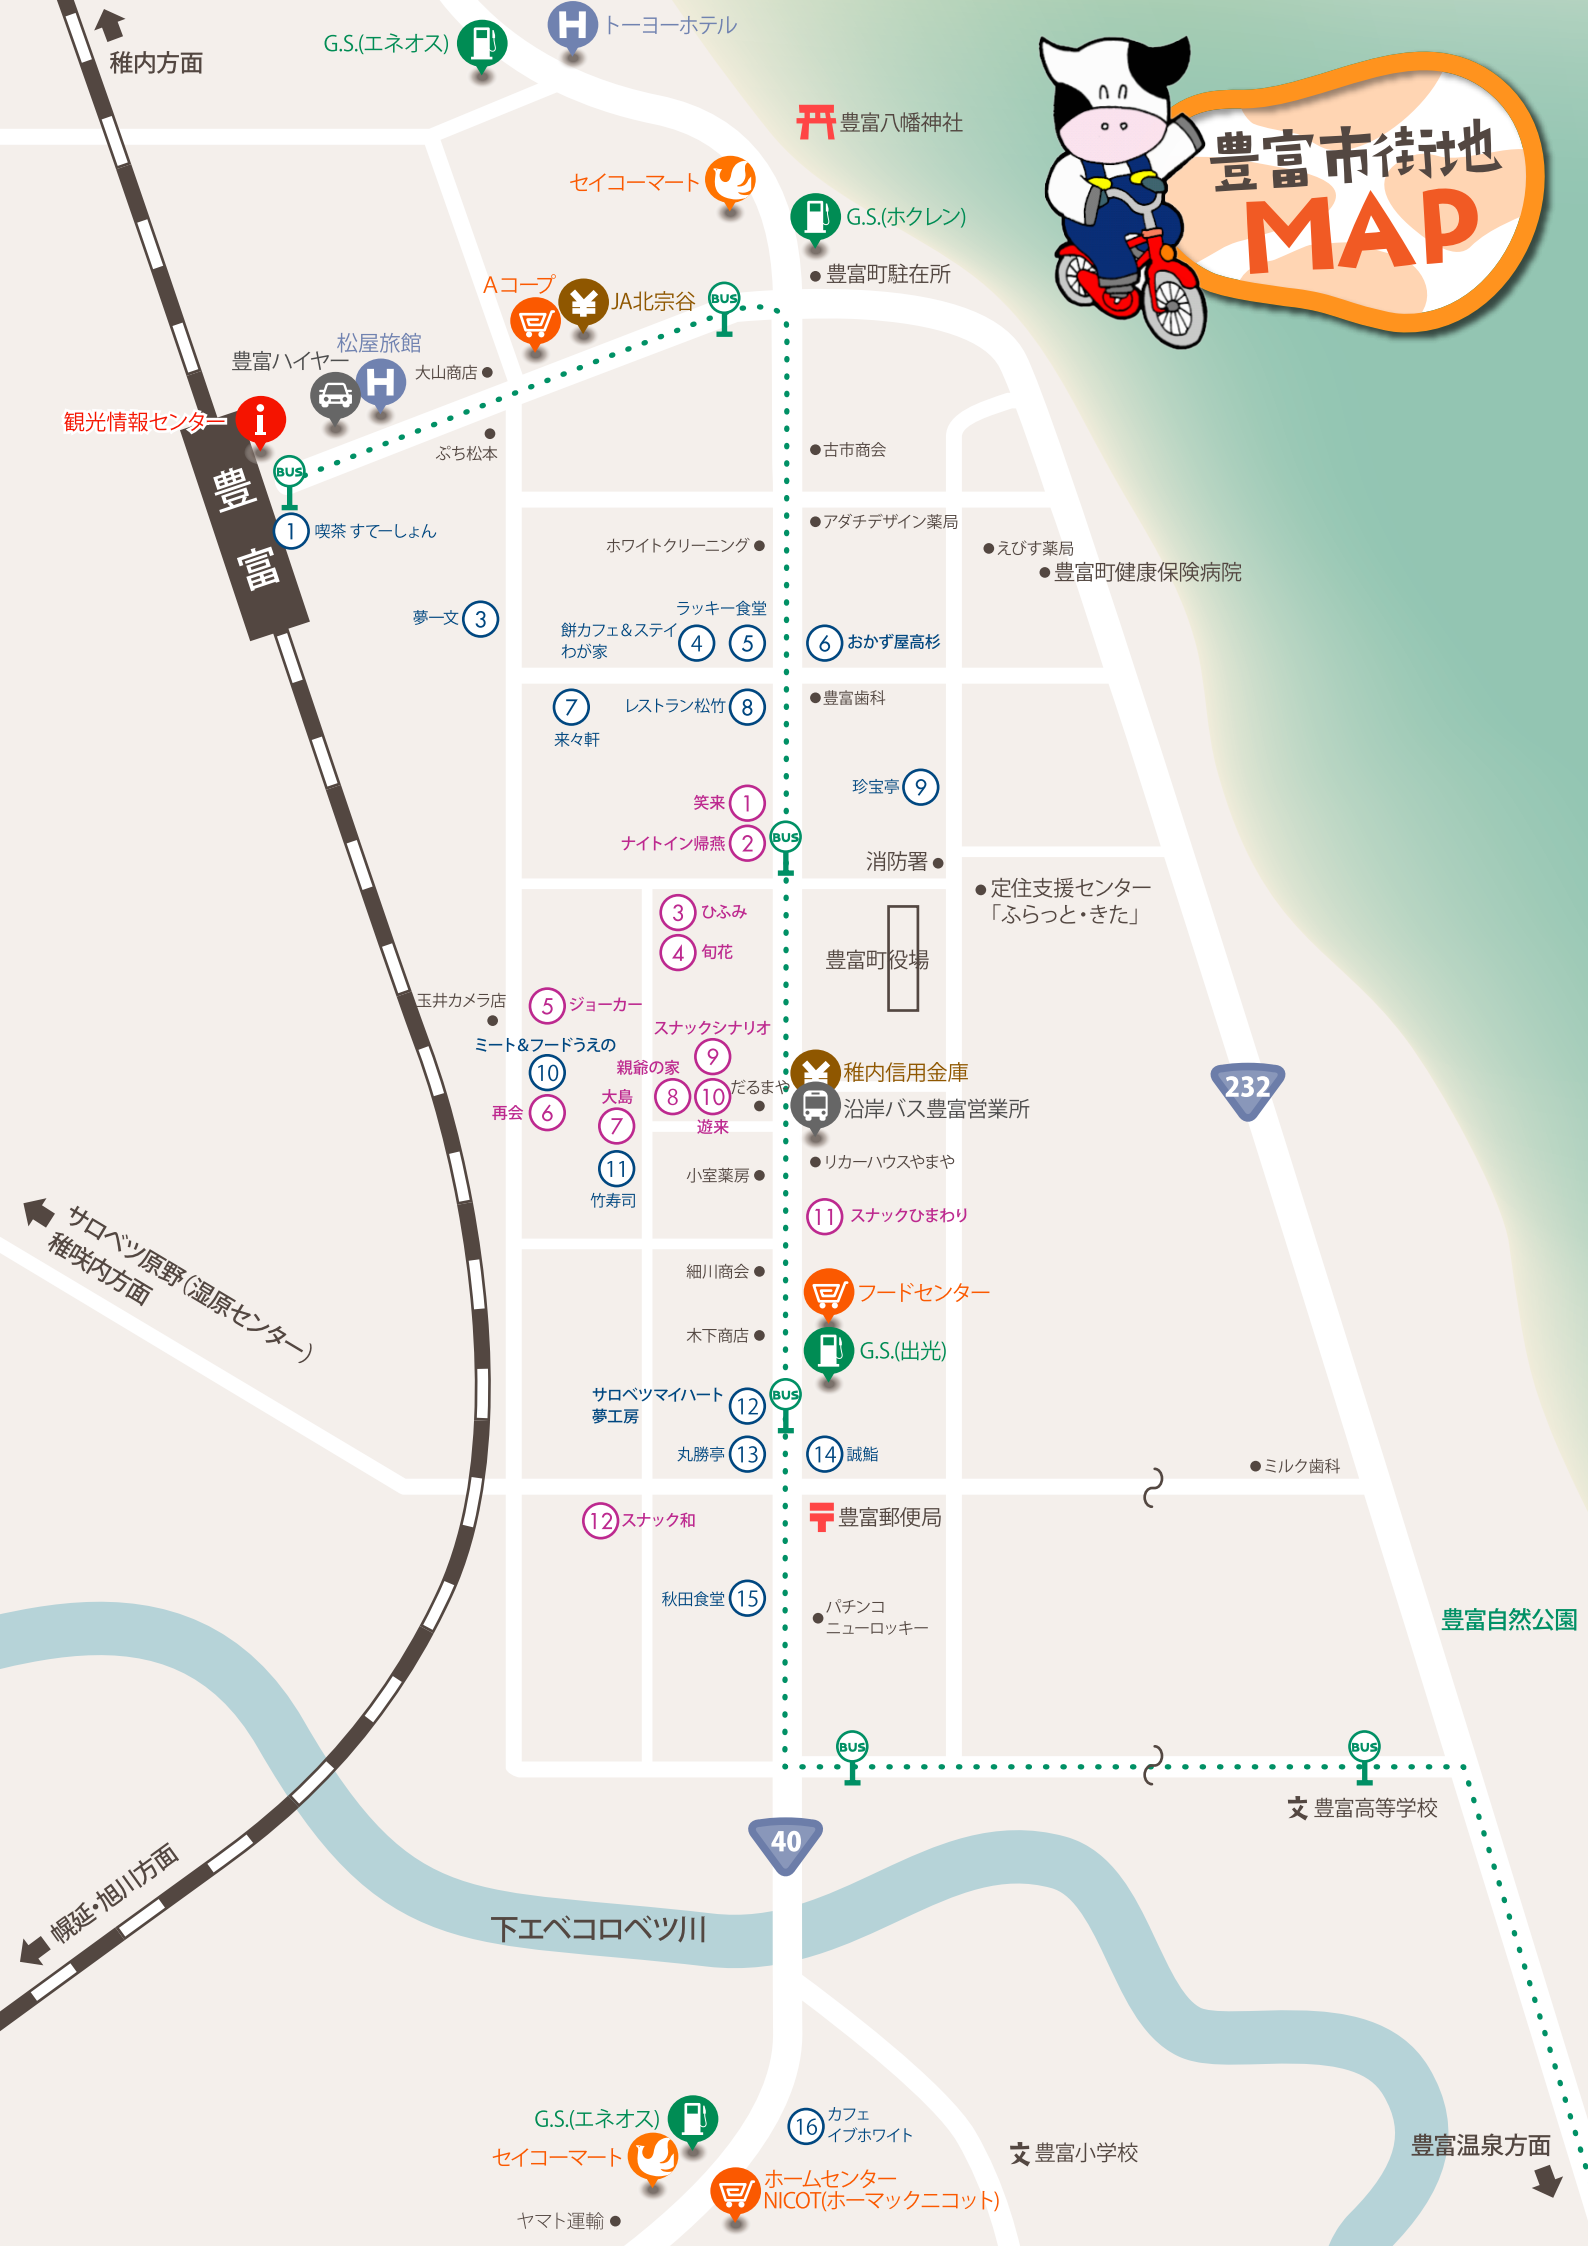 稚内方面
G.S.(エネオス)
トーヨーホテル
豊富八幡神社
豊富市街地
MAP
セイコーマート
G.S.(ホクレン)
豊富町駐在所
Aコープ
JA北宗谷
BUS
松屋旅館
豊富ハイヤー
大山商店
観光情報センター
ぷち松本
古市商会
BUS
豊富
1 喫茶 すてーしょん
アダチデザイン薬局
ホワイトクリーニング
えびす薬局
豊富町健康保険病院
夢一文 3
ラッキー食堂
餅カフェ&ステイ
わが家
4
5
6 おかず屋高杉
7
来々軒
レストラン松竹 8
豊富歯科
珍宝亭 9
笑来 1
ナイトイン帰燕 2
BUS
消防署
定住支援センター
「ふらっと・きた」
3 ひふみ
4 旬花
豊富町役場
玉井カメラ店
5 ジョーカー
スナックシナリオ
9
ミート&フードうえの
10
親爺の家
8
10
遊来
だるまや
稚内信用金庫
沿岸バス豊富営業所
232
再会 6
大島
7
11
竹寿司
リカーハウスやまや
小室薬房
11 スナックひまわり
サロベツ原野(湿原センター)
稚咲内方面
細川商会
フードセンター
木下商店
G.S.(出光)
サロベツマイハート
夢工房
12
BUS
丸勝亭 13
14 誠鮨
ミルク歯科
12 スナック和
豊富郵便局
秋田食堂 15
パチンコ
ニューロッキー
豊富自然公園
BUS
BUS
文 豊富高等学校
40
幌延・旭川方面
下エベコロベツ川
G.S.(エネオス)
16 カフェ
イブホワイト
セイコーマート
文 豊富小学校
豊富温泉方面
ホームセンター
NICOT(ホーマックニコット)
ヤマト運輸